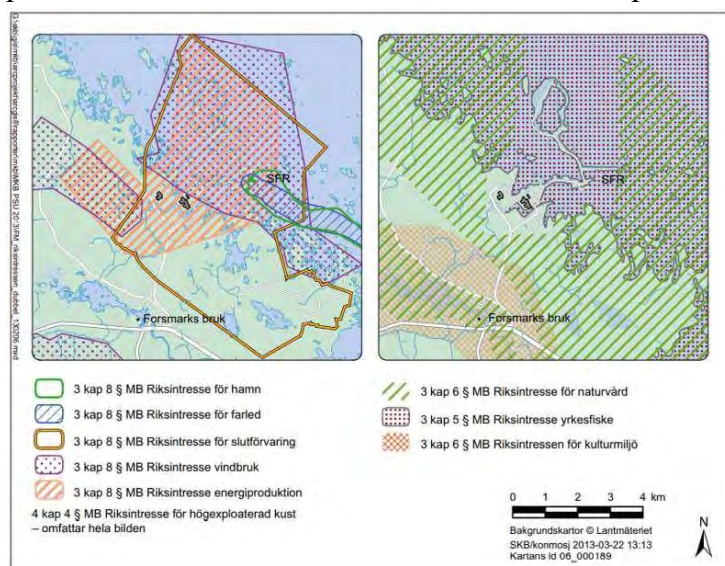 SFR
Forsmarks bruk
SFR
Forsmarks bruk
3 kap 8 § MB Riksintresse för hamn
3 kap 8 § MB Riksintresse för farled
3 kap 8 § MB Riksintresse för slutförvaring
3 kap 8 § MB Riksintresse vindbruk
3 kap 8 § MB Riksintresse energiproduktion
4 kap 4 § MB Riksintresse för högexploaterad kust
– omfattar hela bilden
3 kap 6 § MB Riksintresse för naturvård
3 kap 5 § MB Riksintresse yrkesfiske
3 kap 6 § MB Riksintressen för kulturmiljö
0 1 2 3 4 km
Bakgrundskartor © Lantmäteriet
SKB/konmosj 2013-03-22 13:13
Kartans id 06_000189
N